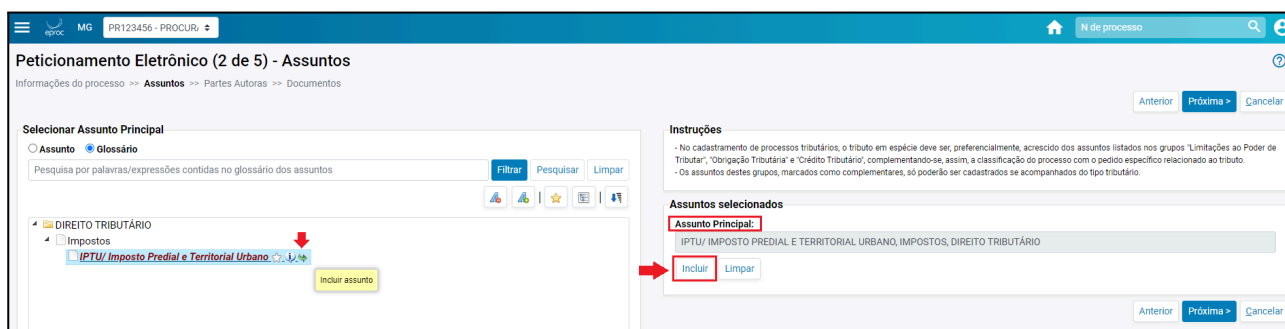 eproc MG PR123456 - PROCURA N de processo
Peticionamento Eletrônico (2 de 5) - Assuntos
Informações do processo >> Assuntos >> Partes Autoras >> Documentos
Anterior Próxima > Cancelar
Selecionar Assunto Principal
Assunto Glossário
Pesquisa por palavras/expressões contidas no glossário dos assuntos Filtrar Pesquisar Limpar
DIREITO TRIBUTÁRIO
Impostos
IPTU/ Imposto Predial e Territorial Urbano
Incluir assunto
Instruções
- No cadastramento de processos tributários, o tributo em espécie deve ser, preferencialmente, acrescido dos assuntos listados nos grupos "Limitações ao Poder de
Tributar", "Obrigação Tributária" e "Crédito Tributário", complementando-se, assim, a classificação do processo com o pedido específico relacionado ao tributo.
- Os assuntos destes grupos, marcados como complementares, só poderão ser cadastrados se acompanhados do tipo tributário.
Assuntos selecionados
Assunto Principal:
IPTU/ IMPOSTO PREDIAL E TERRITORIAL URBANO, IMPOSTOS, DIREITO TRIBUTÁRIO
Incluir Limpar
Anterior Próxima > Cancelar